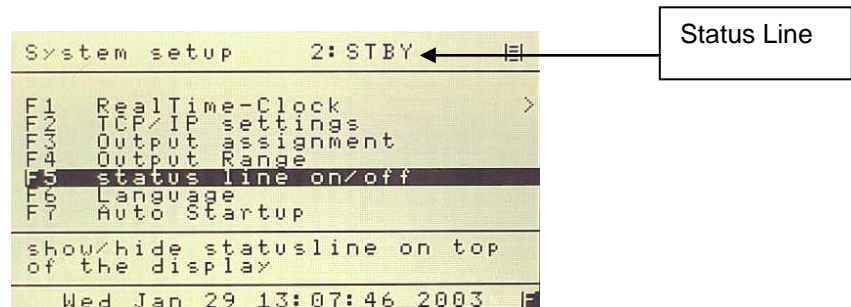 System setup 2:STBY
Status Line
F1 RealTime-Clock >
F2 TCP/IP settings
F3 Output assignment
F4 Output Range
F5 status line on/off
F6 Language
F7 Auto Startup
show/hide statusline on top
of the display
Wed Jan 29 13:07:46 2003